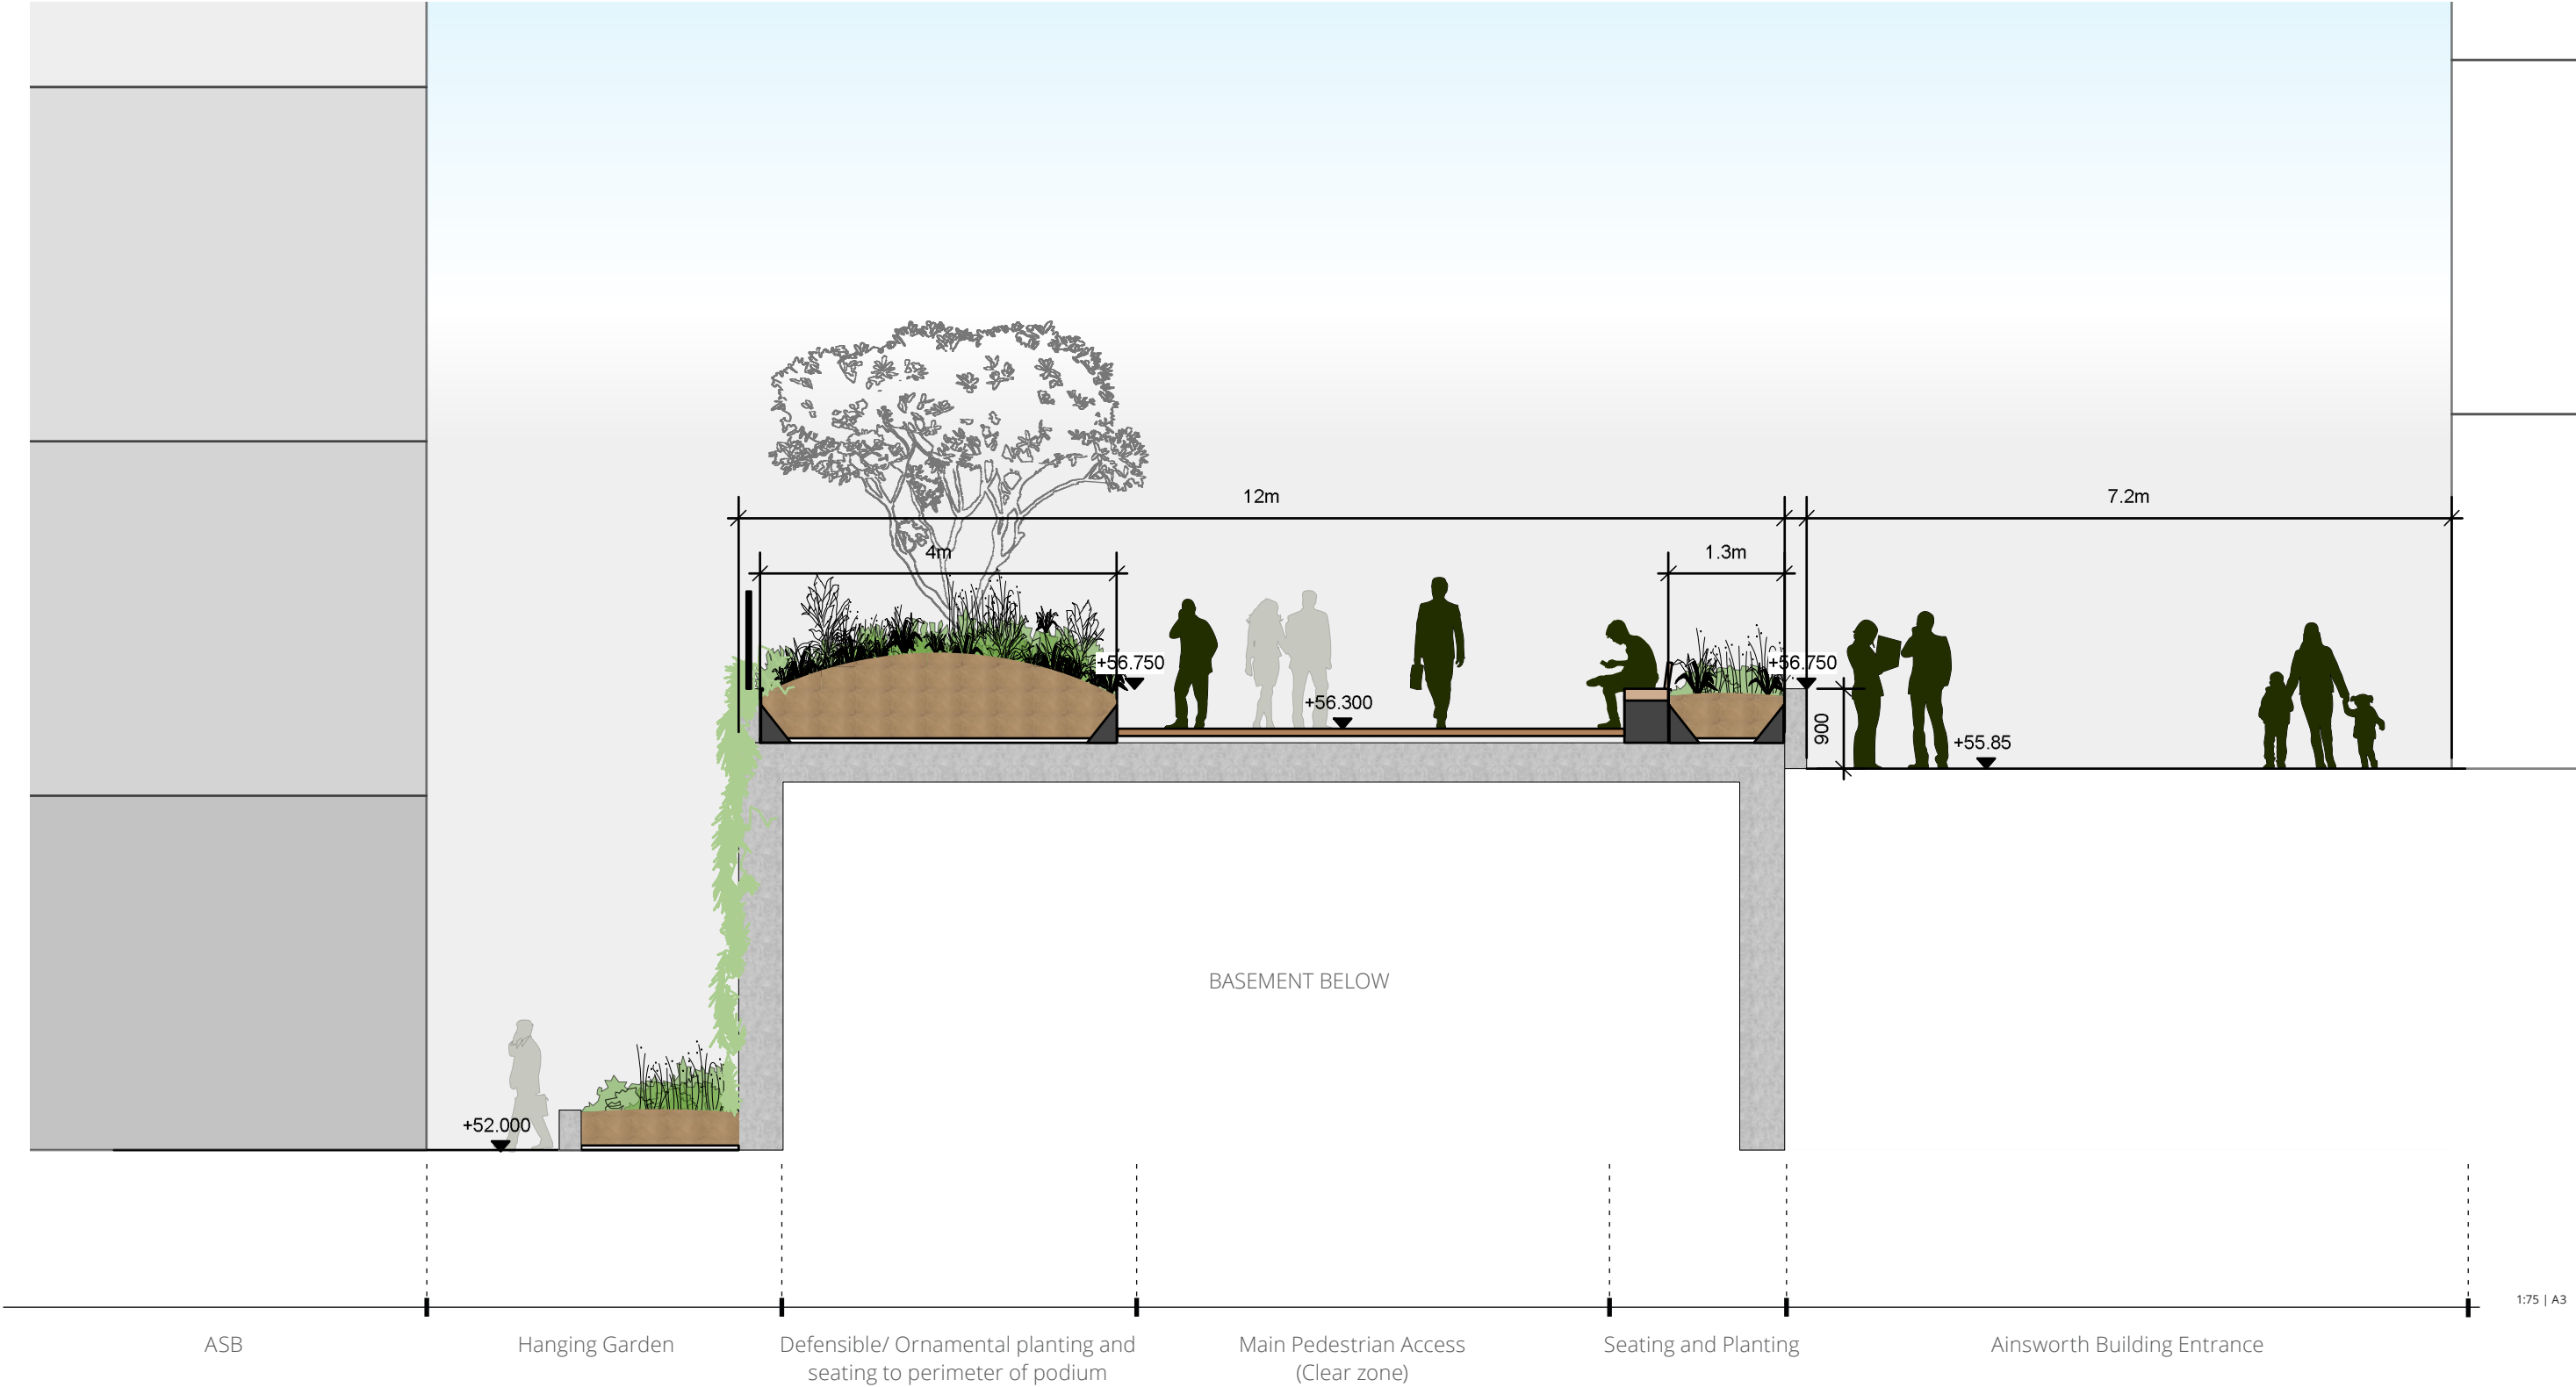 12m
7.2m
4m
1.3m
+56.750
+56.750
+56.300
900
+55.85
BASEMENT BELOW
+52.000
1:75 | A3
ASB
Hanging Garden
Defensible/ Ornamental planting and
seating to perimeter of podium
Main Pedestrian Access
(Clear zone)
Seating and Planting
Ainsworth Building Entrance